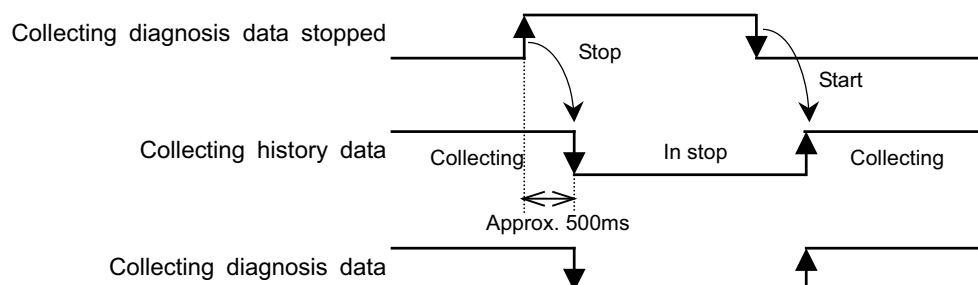 Collecting diagnosis data stopped
Stop
Start
Collecting history data
Collecting
In stop
Collecting
Approx. 500ms
Collecting diagnosis data